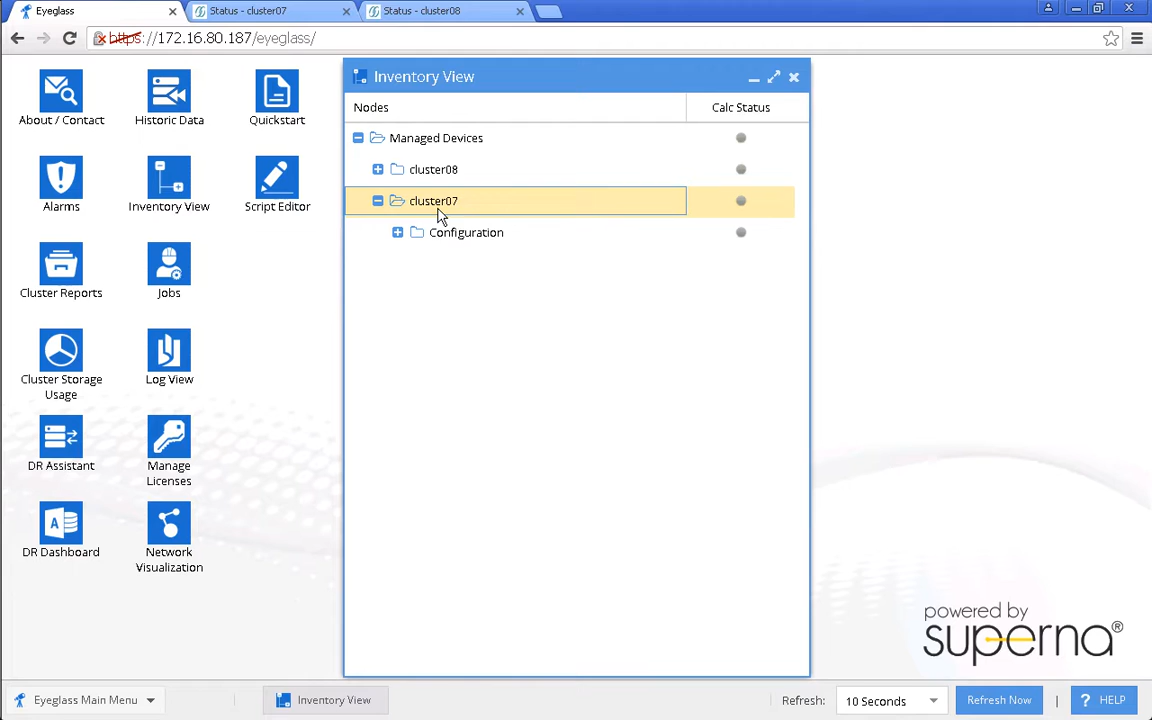 Eyeglass
Status - cluster07
Status - cluster08
https://172.16.80.187/eyeglass/
About / Contact
Historic Data
Quickstart
Alarms
Inventory View
Script Editor
Cluster Reports
Jobs
Cluster Storage
Usage
Log View
DR Assistant
Manage
Licenses
DR Dashboard
Network
Visualization
Inventory View
Nodes
Calc Status
Managed Devices
cluster08
cluster07
Configuration
powered by
superna®
Eyeglass Main Menu
Inventory View
Refresh:
10 Seconds
Refresh Now
|
? HELP